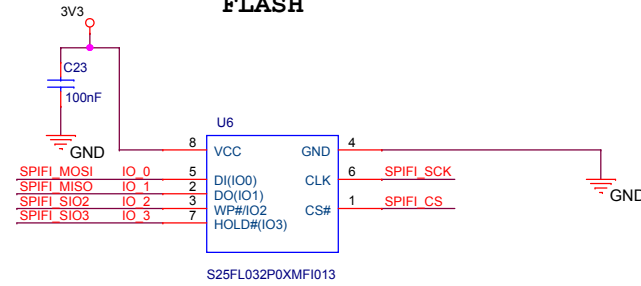 FLASH
3V3
C23
100nF
GND
U6
8 VCC GND 4
SPIFI_MOSI IO_0 5 DI(IO0) CLK 6 SPIFI_SCK
SPIFI_MISO IO_1 2 DO(IO1)
SPIFI_SIO2 IO_2 3 WP#/IO2 CS# 1 SPIFI_CS
SPIFI_SIO3 IO_3 7 HOLD#(IO3)
GND
S25FL032P0XMFI013